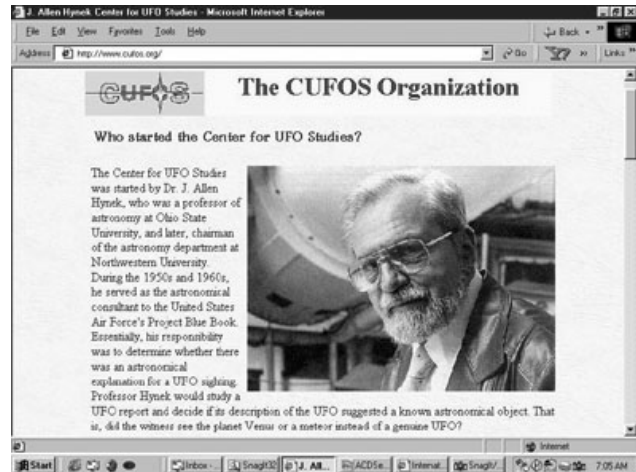 J. Allen Hynek Center for UFO Studies - Microsoft Internet Explorer
File Edit View Favorites Tools Help
Back
Address http://www.cufos.org/
Go
Links
CUFOS
The CUFOS Organization
Who started the Center for UFO Studies?
The Center for UFO Studies
was started by Dr. J. Allen
Hynek, who was a professor of
astronomy at Ohio State
University, and later, chairman
of the astronomy department at
Northwestern University.
During the 1950s and 1960s,
he served as the astronomical
consultant to the United States
Air Force's Project Blue Book.
Essentially, his responsibility
was to determine whether there
was an astronomical
explanation for a UFO sighting.
Professor Hynek would study a
UFO report and decide if its description of the UFO suggested a known astronomical object. That
is, did the witness see the planet Venus or a meteor instead of a genuine UFO?
Internet
Start Inbox -... SnagIt32 J. All... ACDSe... Internet... SnagIt/... 7:05 AM